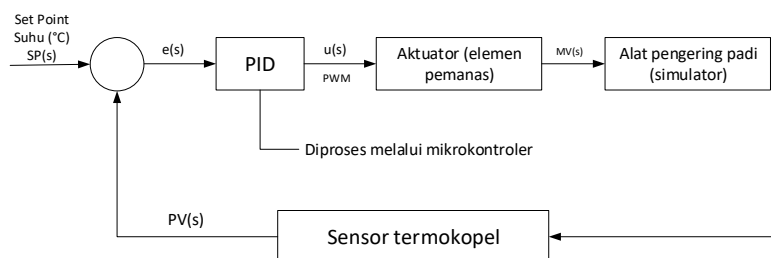 Set Point
Suhu (°C)
SP(s)
e(s)
PID
u(s)
PWM
Aktuator (elemen
pemanas)
MV(s)
Alat pengering padi
(simulator)
Diproses melalui mikrokontroler
PV(s)
Sensor termokopel